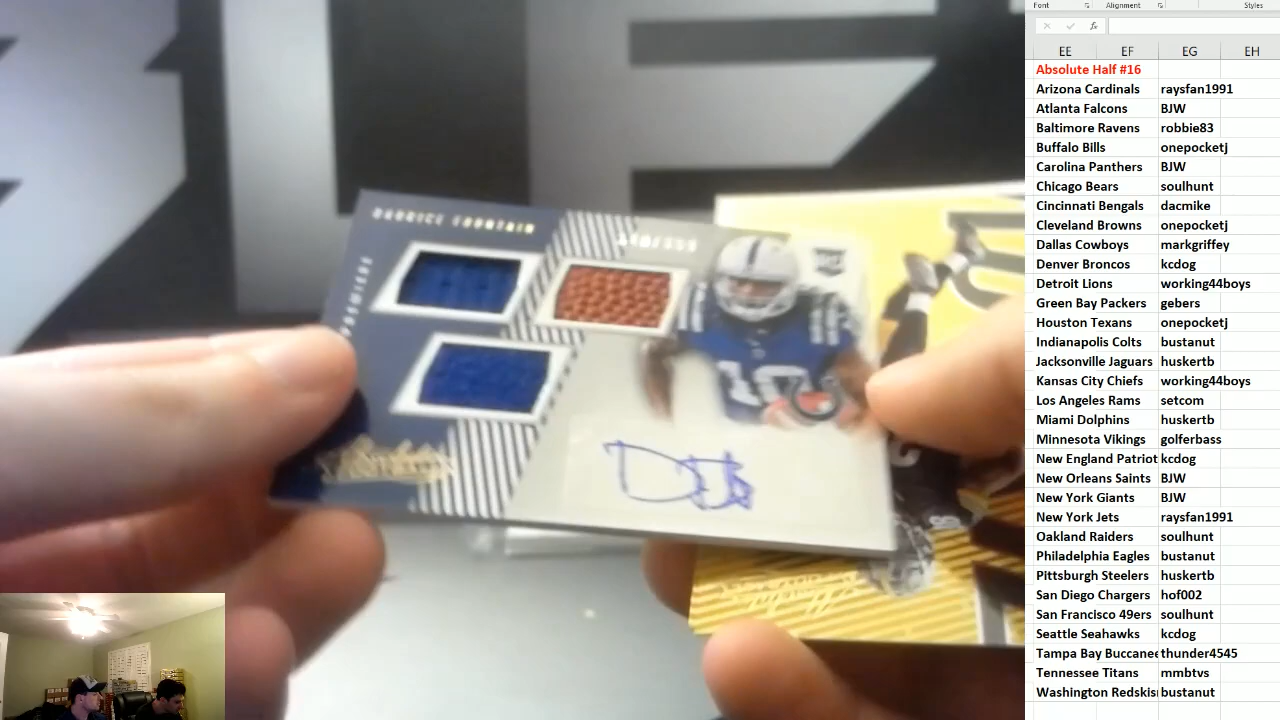 Font Alignment Styles
fx
EE EF EG EH
Absolute Half #16
Arizona Cardinals raysfan1991
Atlanta Falcons BJW
Baltimore Ravens robbie83
Buffalo Bills onepocketj
Carolina Panthers BJW
Chicago Bears soulhunt
Cincinnati Bengals dacmike
Cleveland Browns onepocketj
Dallas Cowboys markgriffey
Denver Broncos kcdog
Detroit Lions working44boys
Green Bay Packers gebers
Houston Texans onepocketj
Indianapolis Colts bustanut
Jacksonville Jaguars huskertb
Kansas City Chiefs working44boys
Los Angeles Rams setcom
Miami Dolphins huskertb
Minnesota Vikings golferbass
New England Patriot kcdog
New Orleans Saints BJW
New York Giants BJW
New York Jets raysfan1991
Oakland Raiders soulhunt
Philadelphia Eagles bustanut
Pittsburgh Steelers huskertb
San Diego Chargers hof002
San Francisco 49ers soulhunt
Seattle Seahawks kcdog
Tampa Bay Buccanee thunder4545
Tennessee Titans mmbtvs
Washington Redskin bustanut
DAURICE FOUNTAIN
10